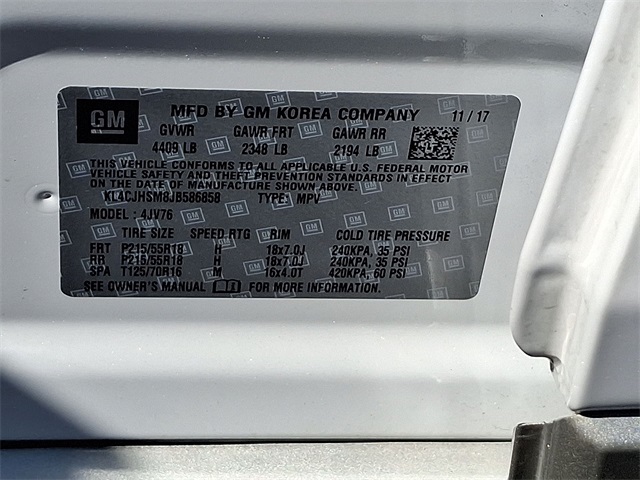 GM MFD BY GM KOREA COMPANY 11/17
GVWR GAWR FRT GAWR RR
4409 LB 2348 LB 2194 LB
THIS VEHICLE CONFORMS TO ALL APPLICABLE U.S. FEDERAL MOTOR
VEHICLE SAFETY AND THEFT PREVENTION STANDARDS IN EFFECT
ON THE DATE OF MANUFACTURE SHOWN ABOVE.
KL4CJHSM8JB586858 TYPE: MPV
MODEL: 4JV76
TIRE SIZE SPEED RTG RIM COLD TIRE PRESSURE
FRT P215/55R18 H 18x7.0J 240KPA, 35 PSI
RR P215/55R18 H 18x7.0J 240KPA, 35 PSI
SPA T125/70R16 M 16x4.0T 420KPA, 60 PSI
SEE OWNER'S MANUAL FOR MORE INFORMATION.